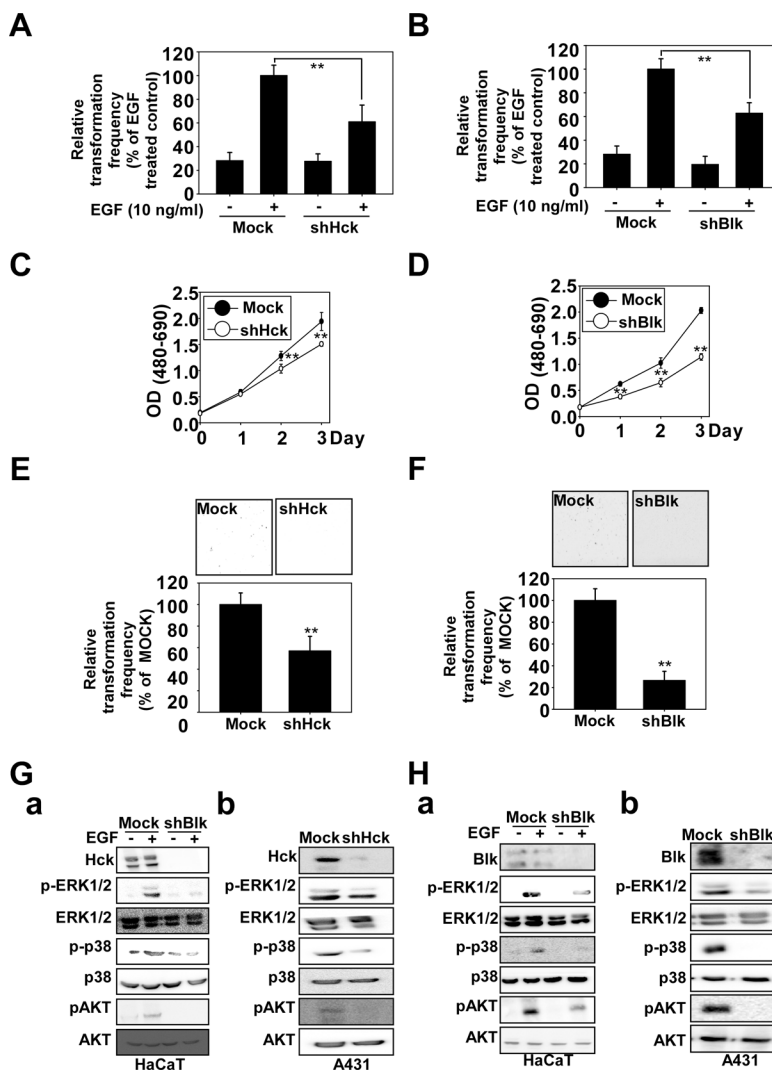 A
Relative transformation frequency (% of EGF treated control)
120
100
80
60
40
20
0
**
- + - +
EGF (10 ng/ml)
Mock shHck
B
Relative transformation frequency (% of EGF treated control)
120
100
80
60
40
20
0
**
- + - +
EGF (10 ng/ml)
Mock shBlk
C
OD (480-690)
2.5
2.0
1.5
1.0
0.5
0.0
Mock
shHck
**
**
0 1 2 3 Day
D
OD (480-690)
2.5
2.0
1.5
1.0
0.5
0.0
Mock
shBlk
**
**
**
0 1 2 3 Day
E
Mock shHck
Relative transformation frequency (% of MOCK)
120
100
80
60
40
20
0
**
Mock shHck
F
Mock shBlk
Relative transformation frequency (% of MOCK)
120
100
80
60
40
20
0
**
Mock shBlk
G
a
Mock shBlk
EGF - + - +
Hck
p-ERK1/2
ERK1/2
p-p38
p38
pAKT
AKT
HaCaT
b
Mock shHck
Hck
p-ERK1/2
ERK1/2
p-p38
p38
pAKT
AKT
A431
H
a
Mock shBlk
EGF - + - +
Blk
p-ERK1/2
ERK1/2
p-p38
p38
pAKT
AKT
HaCaT
b
Mock shBlk
Blk
p-ERK1/2
ERK1/2
p-p38
p38
pAKT
AKT
A431